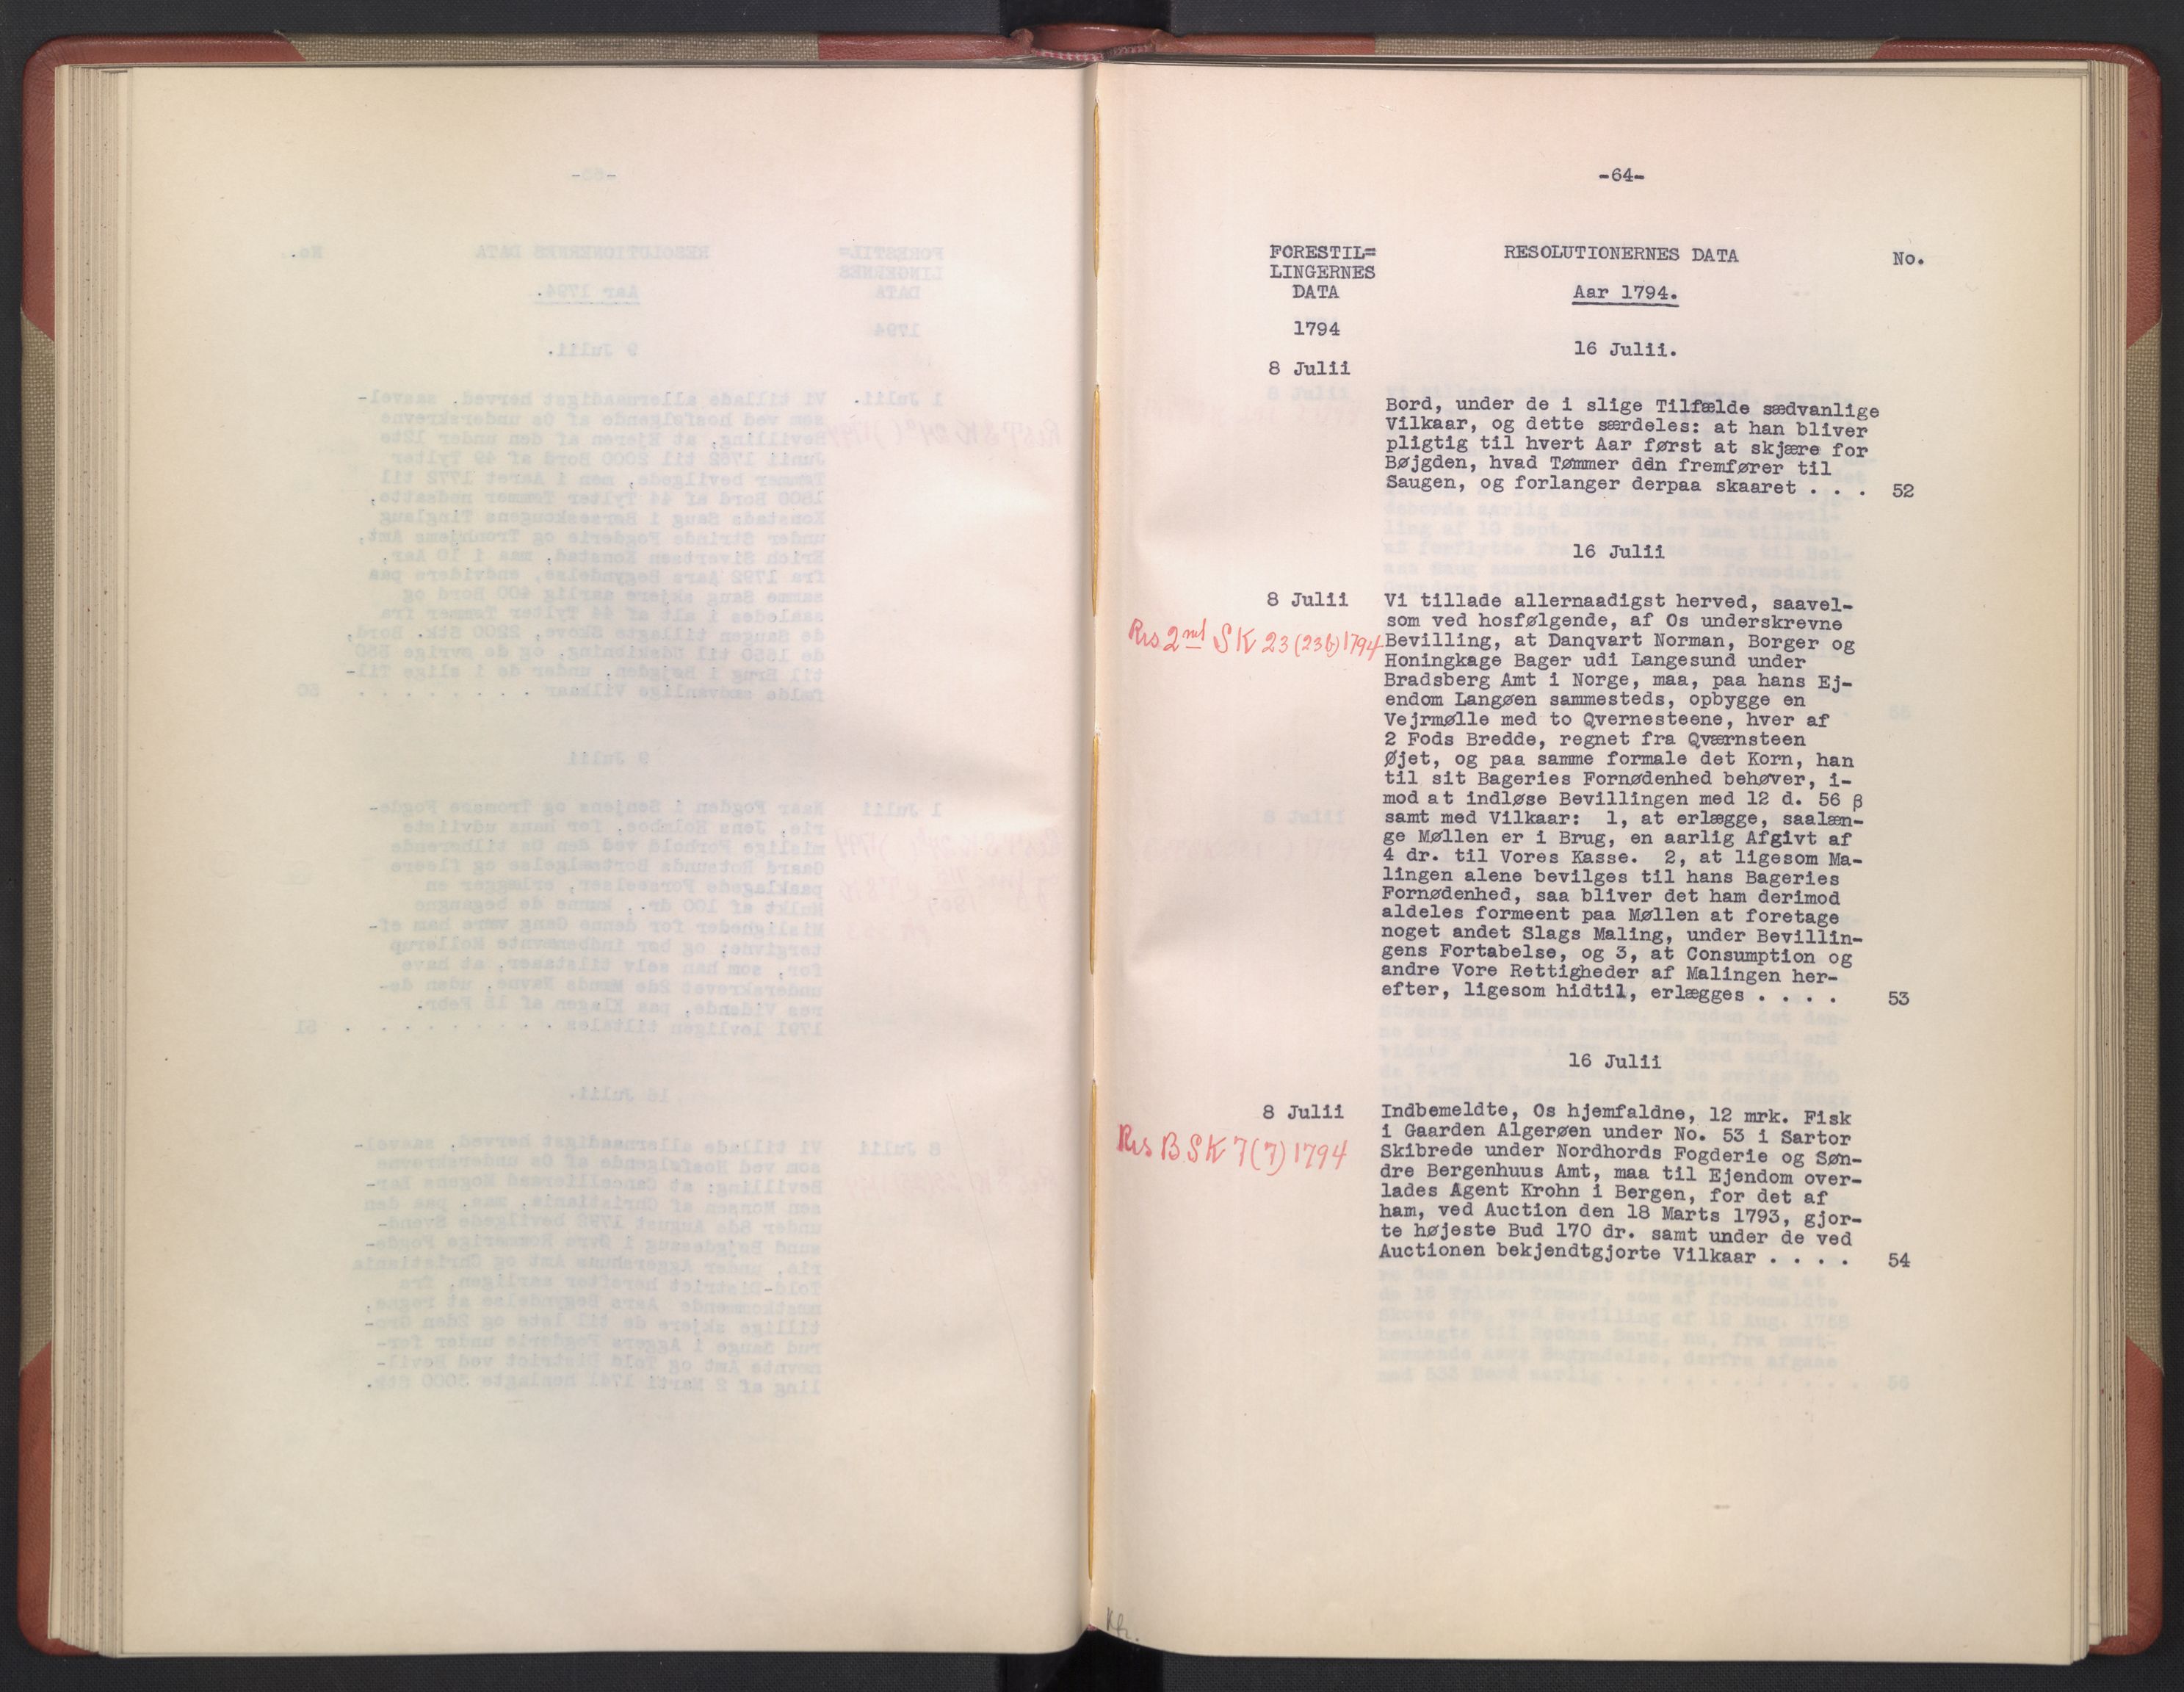 -64-
FORESTIL=
LINGERNES
DATA
RESOLUTIONERNES DATA
No.
Aar 1794.
1794
16 Julii.
8 Julii
Bord, under de i slige Tilfælde sædvanlige
Vilkaar, og dette særdeles: at han bliver
pligtig til hvert Aar først at skjære for
Bøjgden, hvad Tømmer den fremfører til
Saugen, og forlanger derpaa skaaret . . . 52
16 Julii
8 Julii
Rrs 2nd SK 23 (23b) 1794
Vi tillade allernaadigst herved, saavel-
som ved hosfølgende, af Os underskrevne
Bevilling, at Danqvart Norman, Borger og
Honingkage Bager udi Langesund under
Bradsberg Amt i Norge, maa, paa hans Ej-
endom Langøen sammesteds, opbygge en
Vejrmølle med to Qvernesteene, hver af
2 Fods Bredde, regnet fra Qværnsteen
Øjet, og paa samme formale det Korn, han
til sit Bageries Fornødenhed behøver, i-
mod at indløse Bevillingen med 12 d. 56 β
samt med Vilkaar: 1, at erlægge, saalæn-
ge Møllen er i Brug, en aarlig Afgivt af
4 dr. til Vores Kasse. 2, at ligesom Ma-
lingen alene bevilges til hans Bageries
Fornødenhed, saa bliver det ham derimod
aldeles formeent paa Møllen at foretage
noget andet Slags Maling, under Bevillin-
gens Fortabelse, og 3, at Consumption og
andre Vore Rettigheder af Malingen her-
efter, ligesom hidtil, erlægges . . . . 53
16 Julii
8 Julii
Rrs B SK 7 (7) 1794
Indbemeldte, Os hjemfaldne, 12 mrk. Fisk
i Gaarden Algerøen under No. 53 i Sartor
Skibrede under Nordhords Fogderie og Søn-
dre Bergenhuus Amt, maa til Ejendom over-
lades Agent Krohn i Bergen, for det af
ham, ved Auction den 18 Marts 1793, gjor-
te højeste Bud 170 dr. samt under de ved
Auctionen bekjendtgjorte Vilkaar . . . . 54